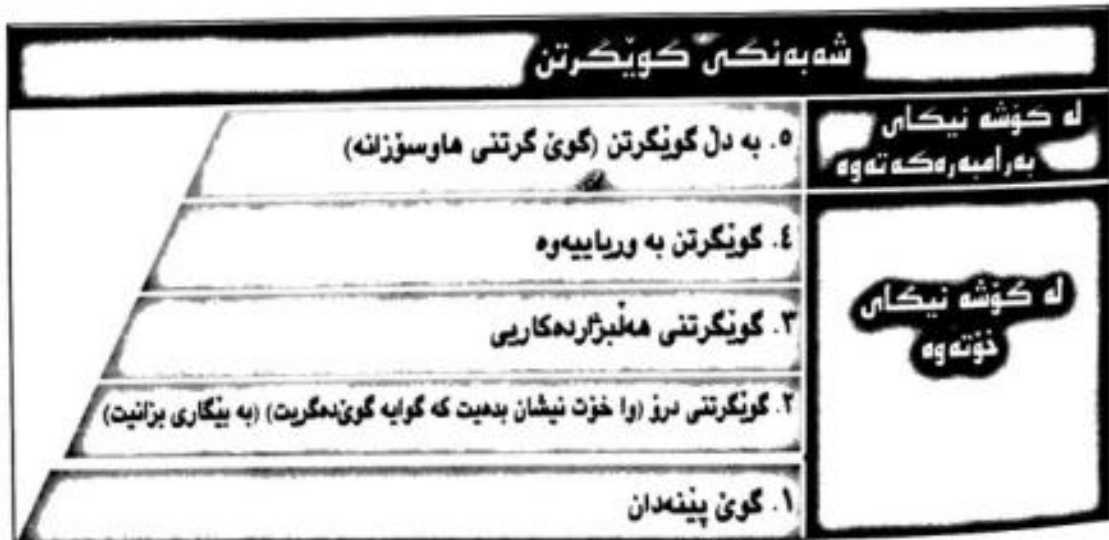 شەبەنگی گوێگرتن
لە گۆشە نیگای
بەرامبەرەکەتەوە
٥. بە دڵ گوێگرتن (گوێ گرتنی هاوسۆزانە)
٤. گوێگرتن بە وریاییەوە
لە گۆشە نیگای
خۆتەوە
٣. گوێگرتنی هەڵبژاردەکاریی
٢. گوێگرتنی درۆ (وا خۆت نیشان بدەیت کە گوایە گوێدەگریت) (بە بێگاری بزانیت)
١. گوێ پێنەدان